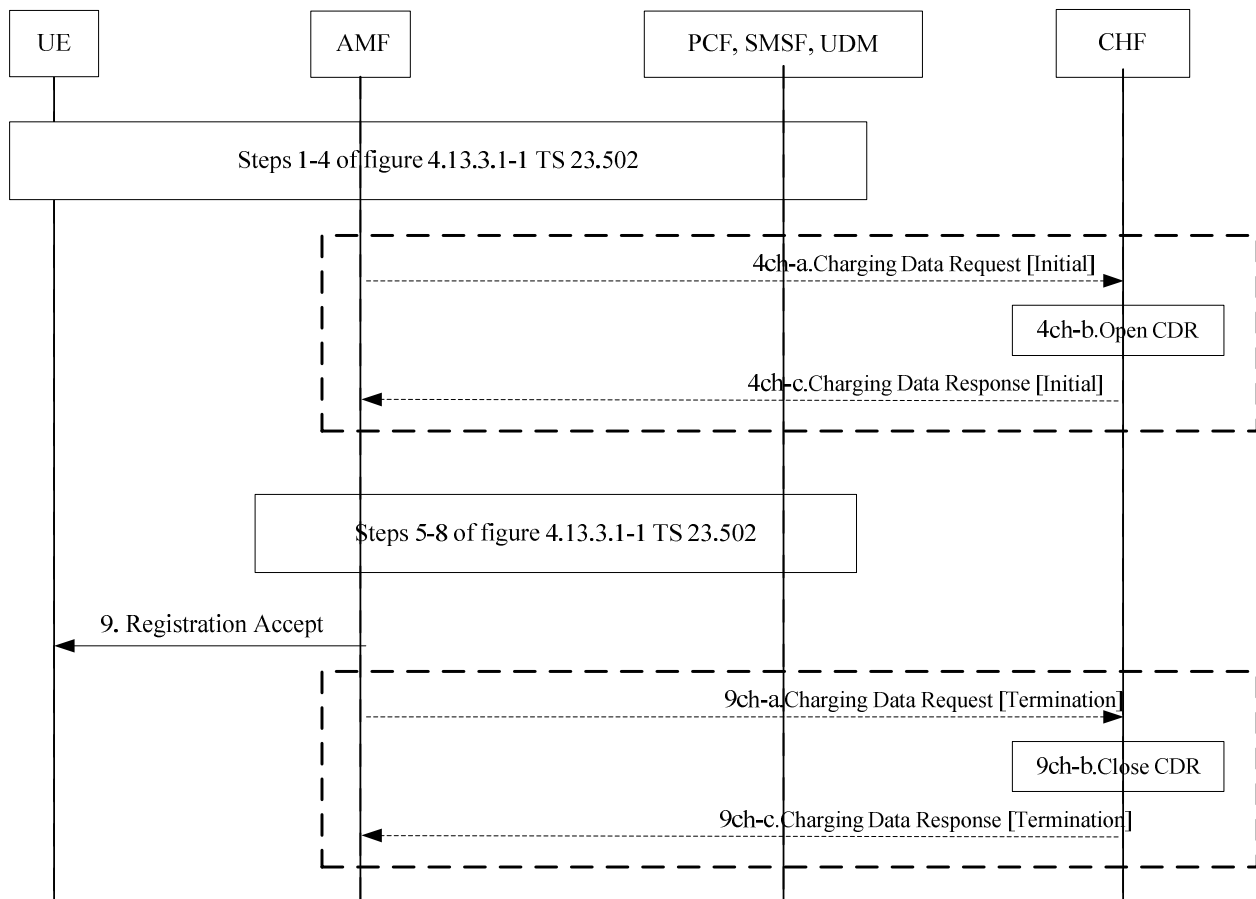 UE
AMF
PCF, SMSF, UDM
CHF
Steps 1-4 of figure 4.13.3.1-1 TS 23.502
4ch-a.Charging Data Request [Initial]
4ch-b.Open CDR
4ch-c.Charging Data Response [Initial]
Steps 5-8 of figure 4.13.3.1-1 TS 23.502
9. Registration Accept
9ch-a.Charging Data Request [Termination]
9ch-b.Close CDR
9ch-c.Charging Data Response [Termination]